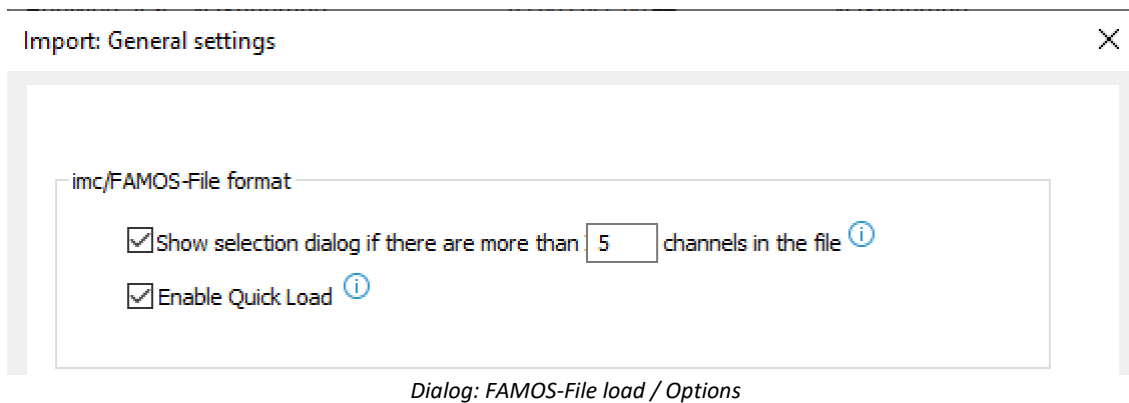 Import: General settings
imc/FAMOS-File format
Show selection dialog if there are more than 5 channels in the file
Enable Quick Load
Dialog: FAMOS-File load / Options